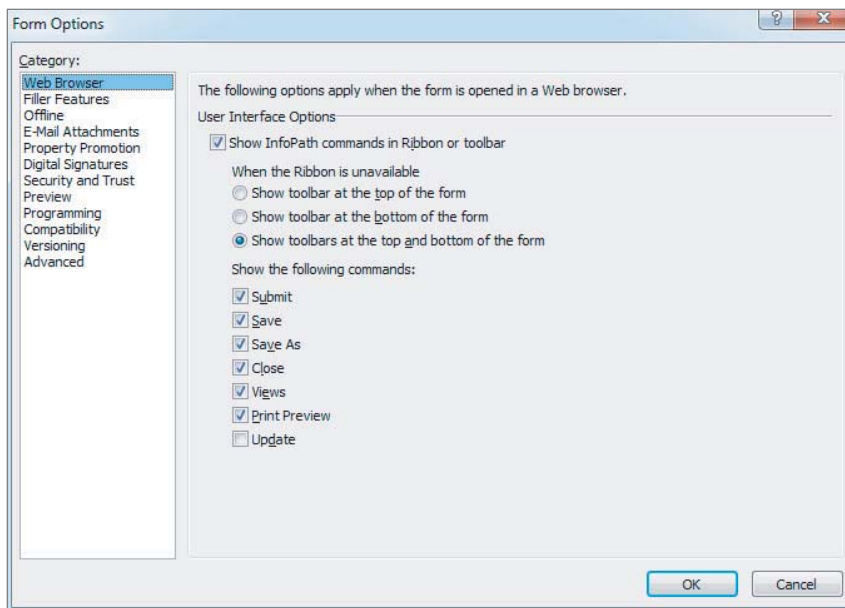 Form Options
Category:
Web Browser
Filler Features
Offline
E-Mail Attachments
Property Promotion
Digital Signatures
Security and Trust
Preview
Programming
Compatibility
Versioning
Advanced
The following options apply when the form is opened in a Web browser.
User Interface Options
Show InfoPath commands in Ribbon or toolbar
When the Ribbon is unavailable
Show toolbar at the top of the form
Show toolbar at the bottom of the form
Show toolbars at the top and bottom of the form
Show the following commands:
Submit
Save
Save As
Close
Views
Print Preview
Update
OK
Cancel